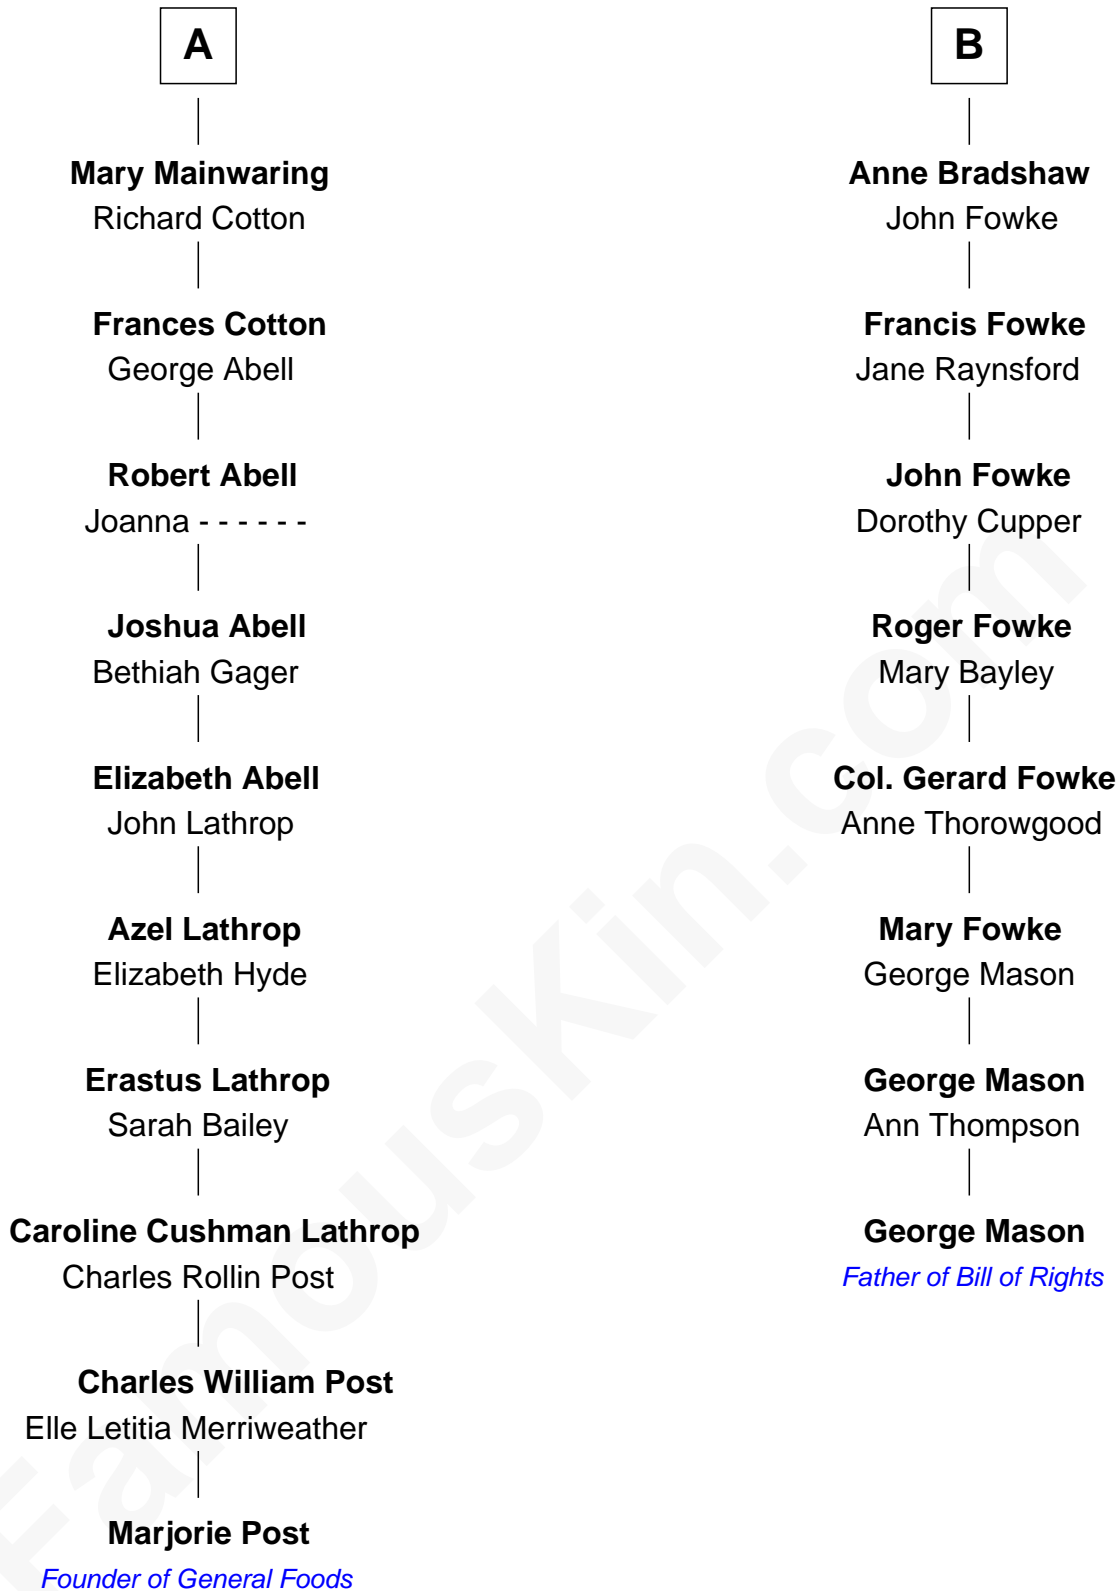 A
Mary Mainwaring
Richard Cotton
Frances Cotton
George Abell
Robert Abell
Joanna - - - - - -
Joshua Abell
Bethiah Gager
Elizabeth Abell
John Lathrop
Azel Lathrop
Elizabeth Hyde
Erastus Lathrop
Sarah Bailey
Caroline Cushman Lathrop
Charles Rollin Post
Charles William Post
Elle Letitia Merriweather
Marjorie Post
Founder of General Foods
B
Anne Bradshaw
John Fowke
Francis Fowke
Jane Raynsford
John Fowke
Dorothy Cupper
Roger Fowke
Mary Bayley
Col. Gerard Fowke
Anne Thorowgood
Mary Fowke
George Mason
George Mason
Ann Thompson
George Mason
Father of Bill of Rights
FamousKin.com